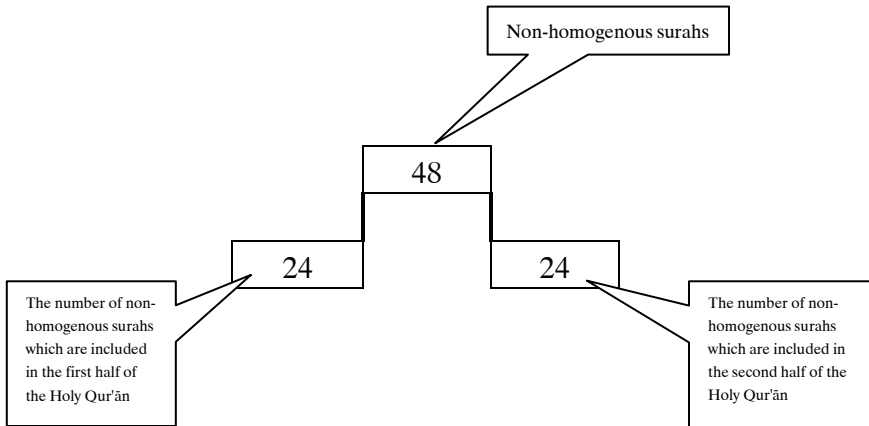 Non-homogenous surahs
48
24
24
The number of non-
homogenous surahs
which are included
in the first half of
the Holy Qur'ān
The number of non-
homogenous surahs
which are included in
the second half of the
Holy Qur'ān